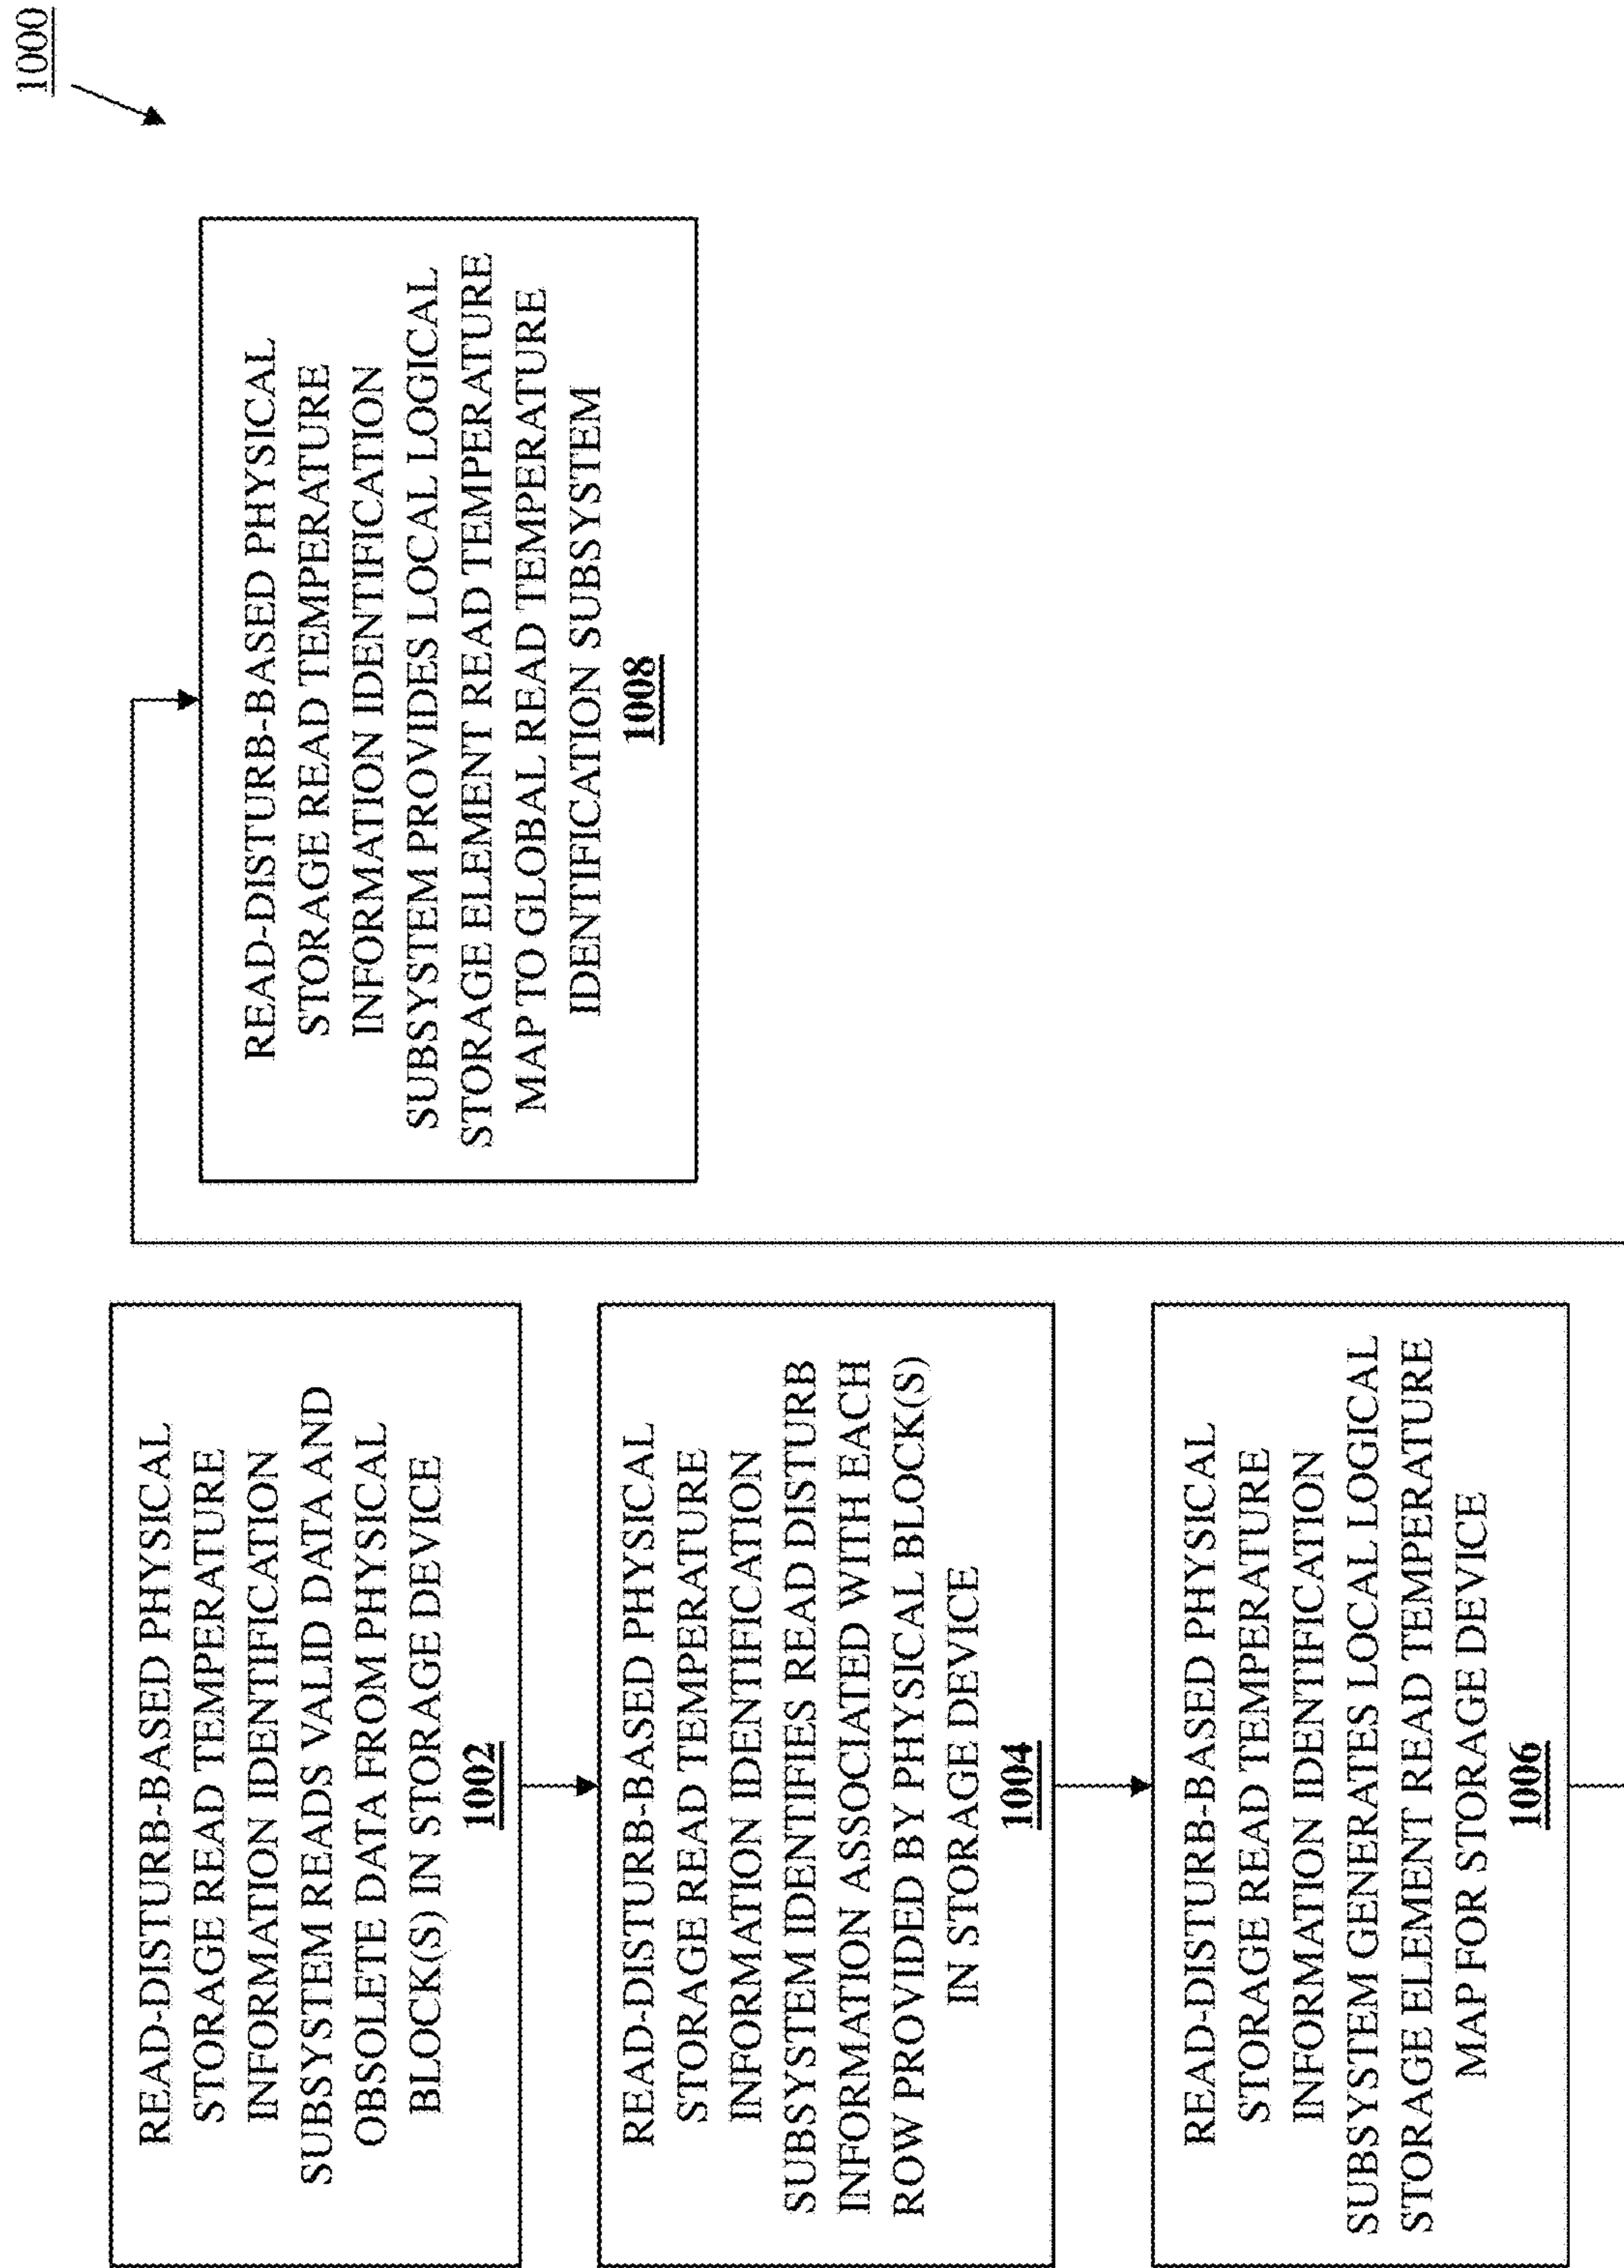 1000
READ-DISTURB-BASED PHYSICAL
STORAGE READ TEMPERATURE
INFORMATION IDENTIFICATION
SUBSYSTEM READS VALID DATA AND
OBSOLETE DATA FROM PHYSICAL
BLOCK(S) IN STORAGE DEVICE
1002
READ-DISTURB-BASED PHYSICAL
STORAGE READ TEMPERATURE
INFORMATION IDENTIFICATION
SUBSYSTEM IDENTIFIES READ DISTURB
INFORMATION ASSOCIATED WITH EACH
ROW PROVIDED BY PHYSICAL BLOCK(S)
IN STORAGE DEVICE
1004
READ-DISTURB-BASED PHYSICAL
STORAGE READ TEMPERATURE
INFORMATION IDENTIFICATION
SUBSYSTEM GENERATES LOCAL LOGICAL
STORAGE ELEMENT READ TEMPERATURE
MAP FOR STORAGE DEVICE
1006
READ-DISTURB-BASED PHYSICAL
STORAGE READ TEMPERATURE
INFORMATION IDENTIFICATION
SUBSYSTEM PROVIDES LOCAL LOGICAL
STORAGE ELEMENT READ TEMPERATURE
MAP TO GLOBAL READ TEMPERATURE
IDENTIFICATION SUBSYSTEM
1008